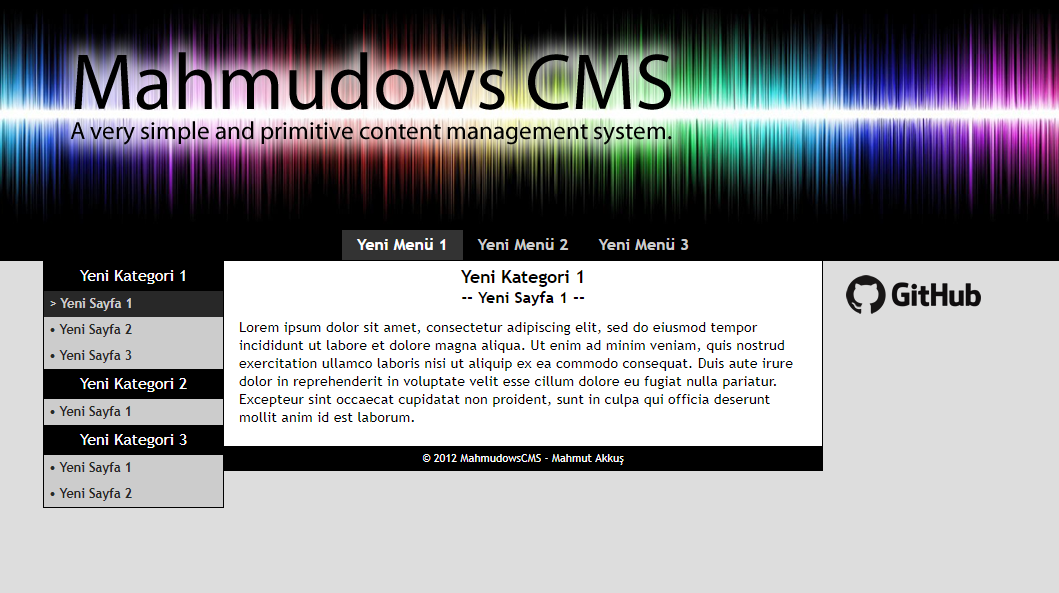 Mahmudows CMS
A very simple and primitive content management system.
Yeni Menü 1 Yeni Menü 2 Yeni Menü 3
Yeni Kategori 1
> Yeni Sayfa 1
• Yeni Sayfa 2
• Yeni Sayfa 3
Yeni Kategori 2
• Yeni Sayfa 1
Yeni Kategori 3
• Yeni Sayfa 1
• Yeni Sayfa 2
Yeni Kategori 1
-- Yeni Sayfa 1 --
Lorem ipsum dolor sit amet, consectetur adipiscing elit, sed do eiusmod tempor
incididunt ut labore et dolore magna aliqua. Ut enim ad minim veniam, quis nostrud
exercitation ullamco laboris nisi ut aliquip ex ea commodo consequat. Duis aute irure
dolor in reprehenderit in voluptate velit esse cillum dolore eu fugiat nulla pariatur.
Excepteur sint occaecat cupidatat non proident, sunt in culpa qui officia deserunt
mollit anim id est laborum.
© 2012 MahmudowsCMS - Mahmut Akkuş
GitHub